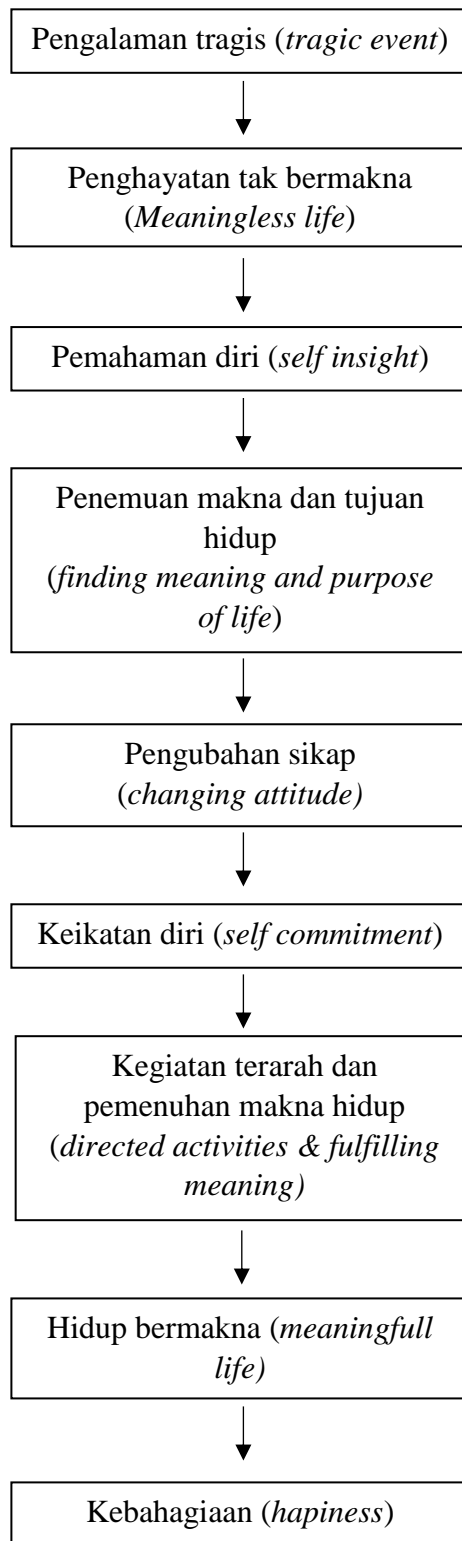 Pengalaman tragis (tragic event)
Penghayatan tak bermakna
(Meaningless life)
Pemahaman diri (self insight)
Penemuan makna dan tujuan
hidup
(finding meaning and purpose
of life)
Pengubahan sikap
(changing attitude)
Keikatan diri (self commitment)
Kegiatan terarah dan
pemenuhan makna hidup
(directed activities & fulfilling
meaning)
Hidup bermakna (meaningfull
life)
Kebahagiaan (hapiness)